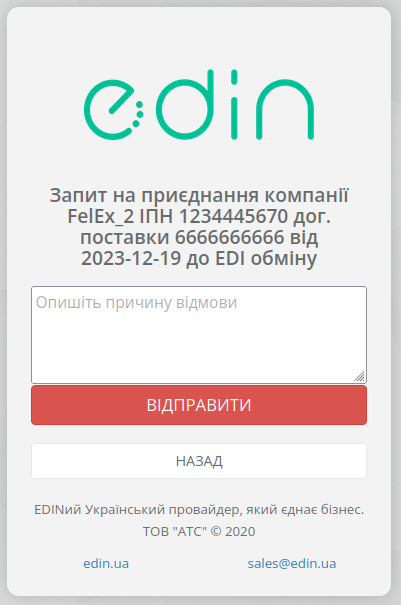 edin
Запит на приєднання компанії
FelEx_2 ІПН 1234445670 дог.
поставки 6666666666 від
2023-12-19 до EDI обміну
Опишіть причину відмови
ВІДПРАВИТИ
НАЗАД
EDINий Український провайдер, який єднає бізнес.
ТОВ "АТС" © 2020
edin.ua sales@edin.ua